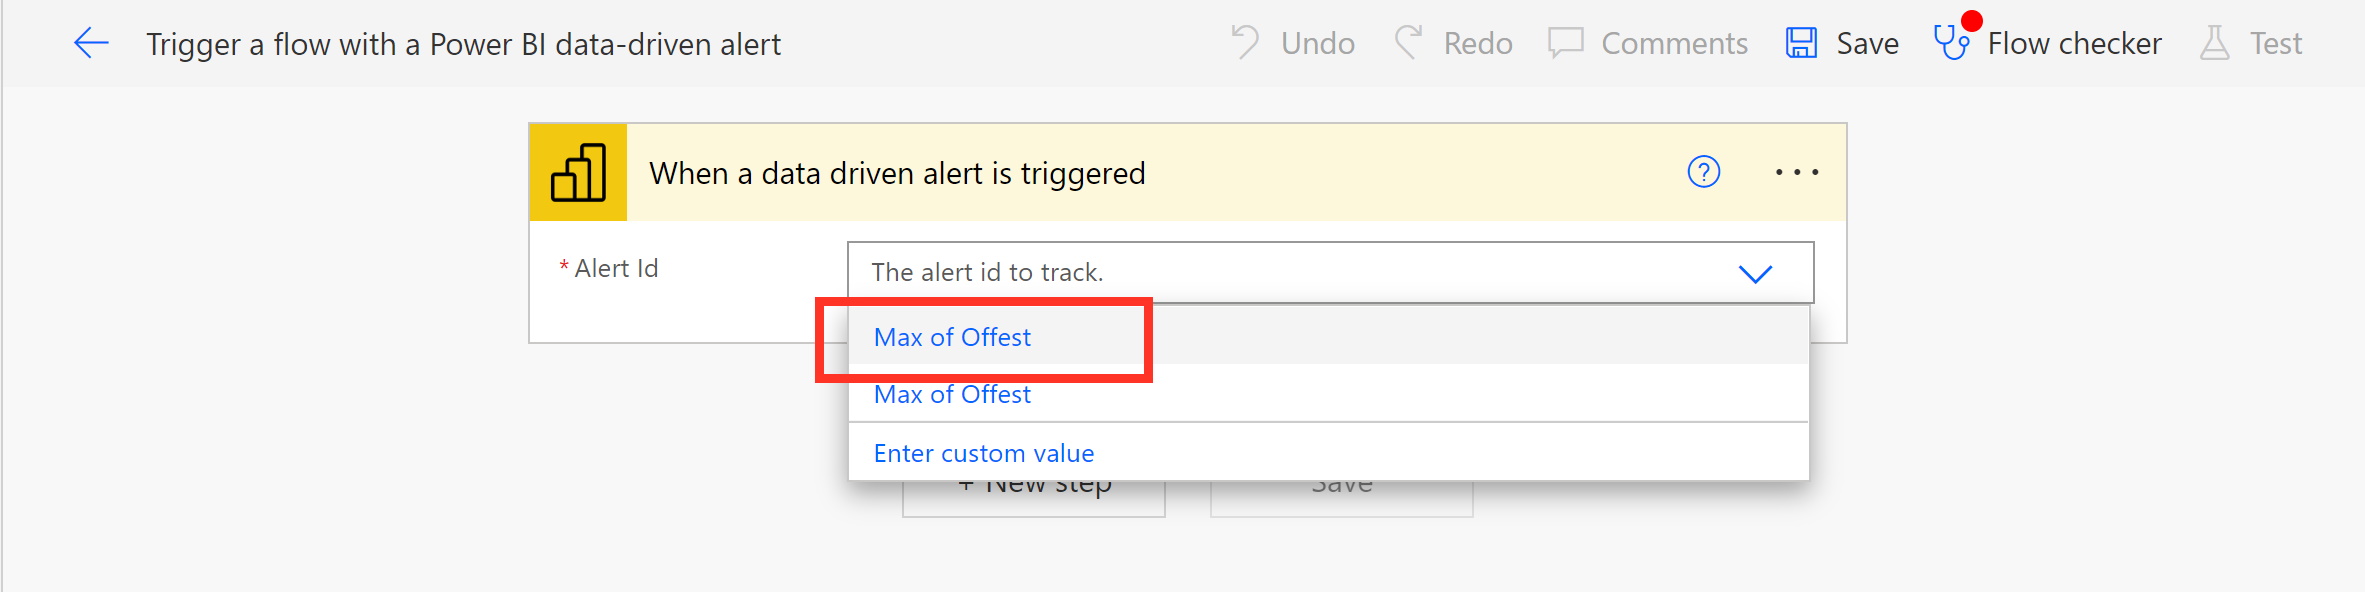 Trigger a flow with a Power BI data-driven alert Undo Redo Comments Save Flow checker Test
When a data driven alert is triggered ? ...
* Alert Id The alert id to track.
Max of Offest
Max of Offest
Enter custom value
+ New step Save